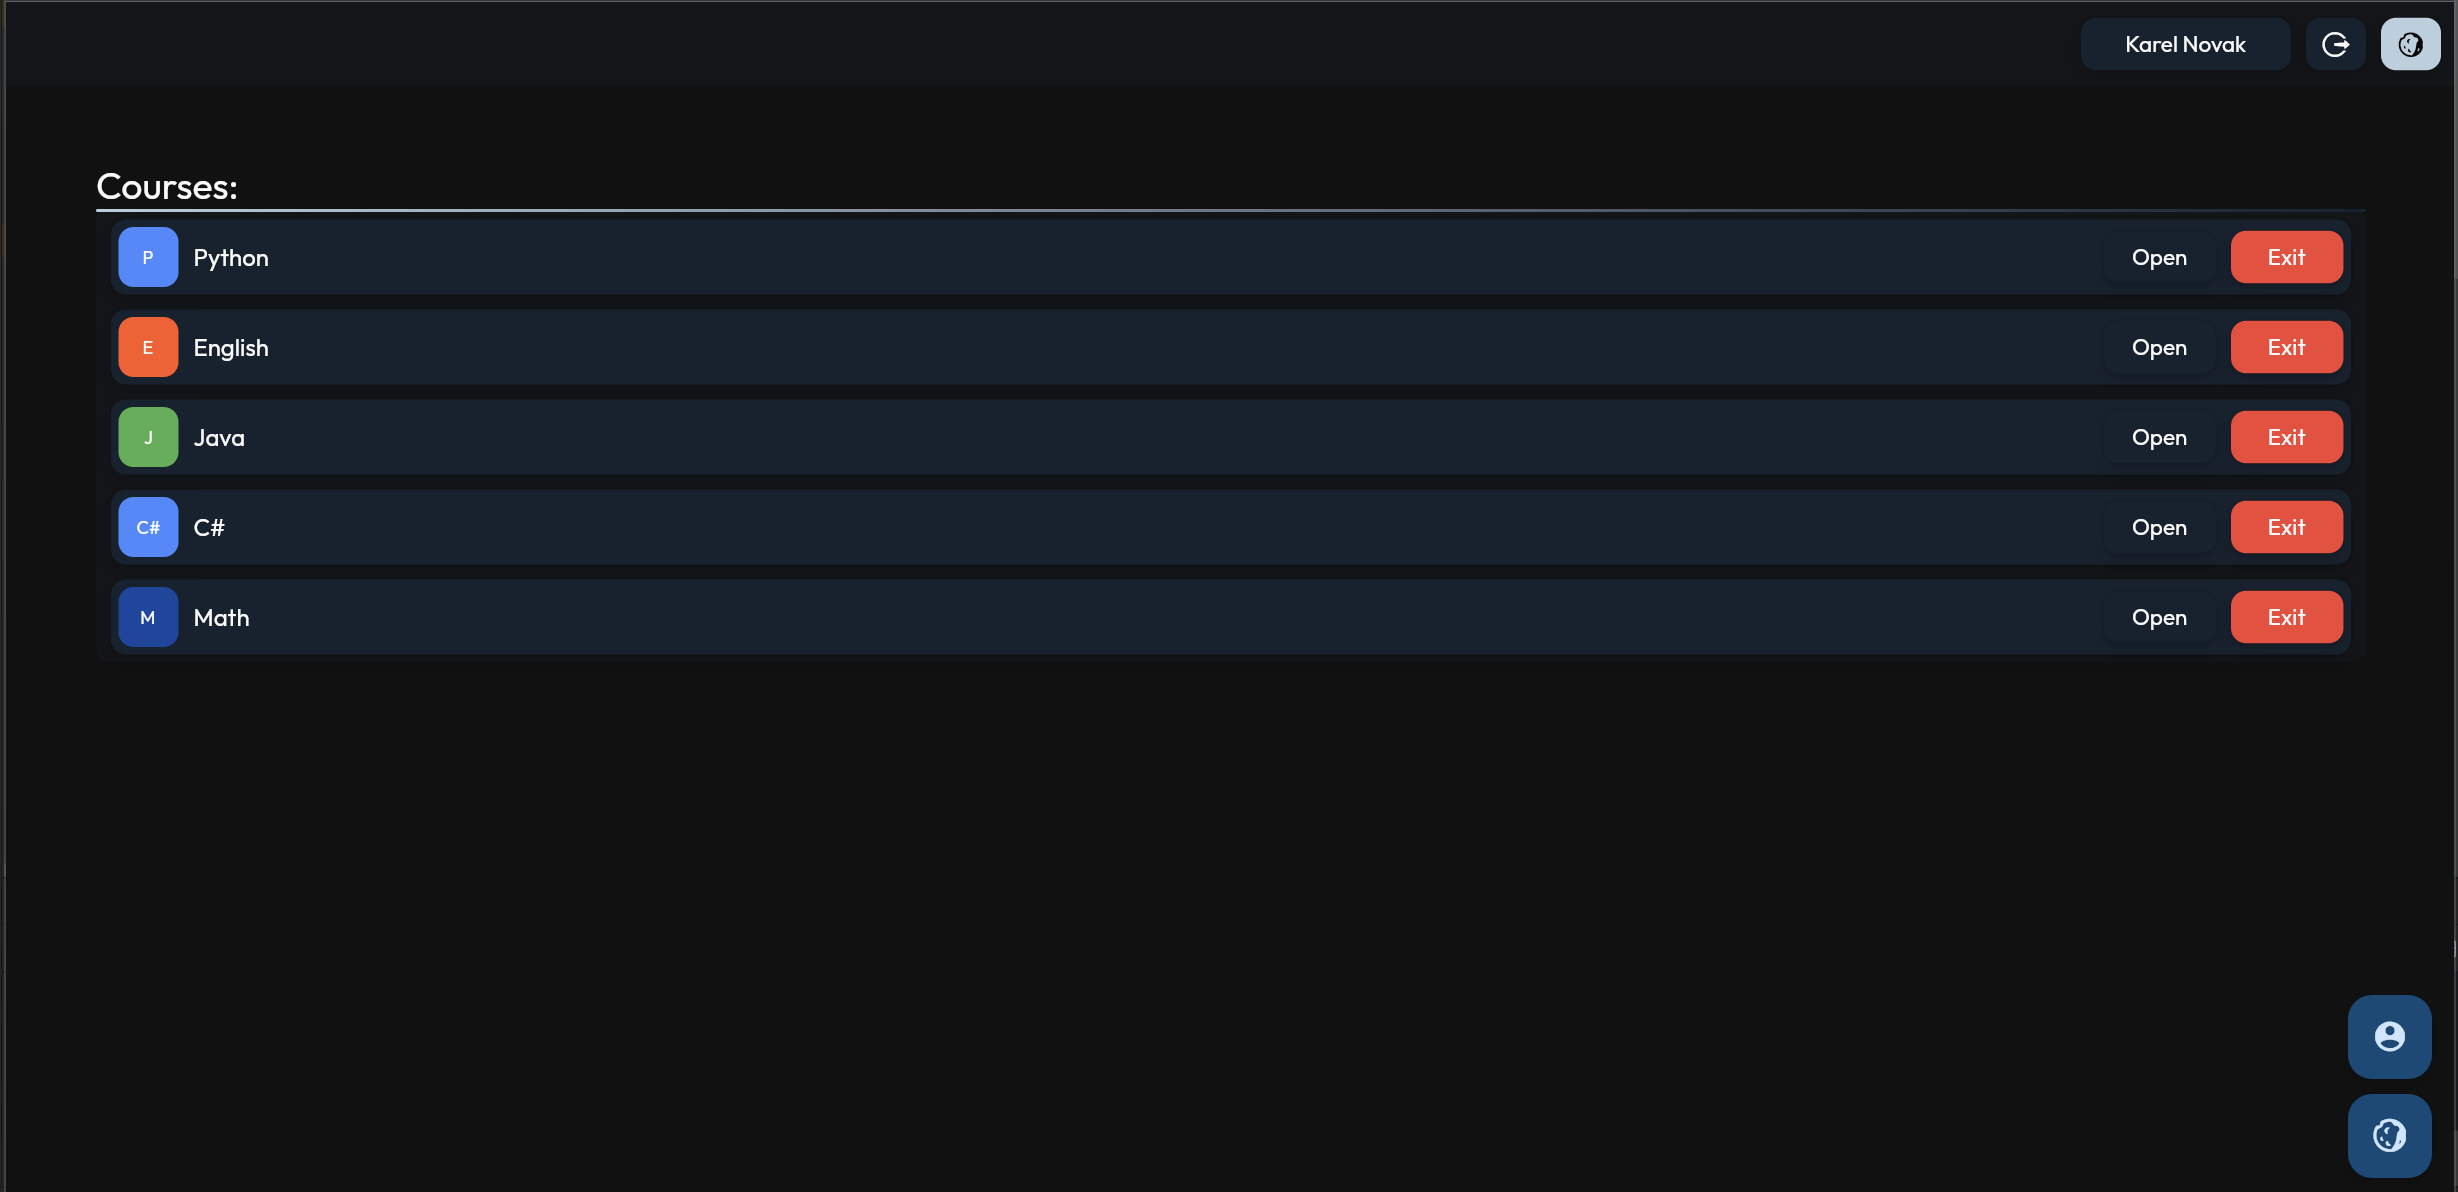 Karel Novak
Courses:
P Python Open Exit
E English Open Exit
J Java Open Exit
C# C# Open Exit
M Math Open Exit